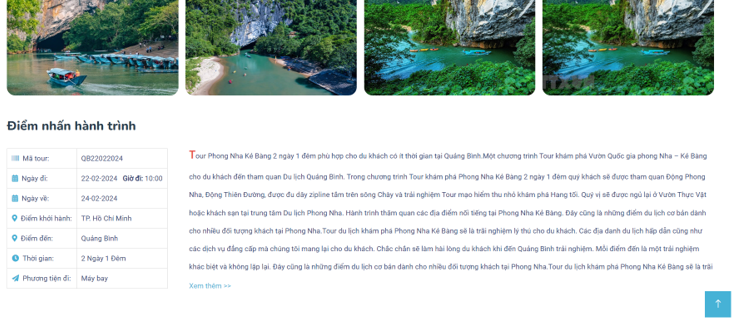 Điểm nhấn hành trình
Mã tour: QB22022024
Ngày đi: 22-02-2024 Giờ đi: 10:00
Ngày về: 24-02-2024
Điểm khởi hành: TP. Hồ Chí Minh
Điểm đến: Quảng Bình
Thời gian: 2 Ngày 1 Đêm
Phương tiện đi: Máy bay
Tour Phong Nha Kẻ Bàng 2 ngày 1 đêm phù hợp cho du khách có ít thời gian tại Quảng Bình.Một chương trình Tour khám phá Vườn Quốc gia phong Nha – Kẻ Bàng
cho du khách đến tham quan Du lịch Quảng Bình. Trong chương trình Tour khám phá Phong Nha Kẻ Bàng 2 ngày 1 đêm quý khách sẽ được tham quan Động Phong
Nha, Động Thiên Đường, được đu dây zipline tắm trên sông Chày và trải nghiệm Tour mạo hiểm thu nhỏ khám phá Hang tối. Quý vị sẽ được ngủ lại ở Vườn Thực Vật
hoặc khách sạn tại trung tâm Du lịch Phong Nha. Hành trình thăm quan các địa điểm nổi tiếng tại Phong Nha Kẻ Bàng. Đây cũng là những điểm du lịch cơ bản dành
cho nhiều đối tượng khách tại Phong Nha.Tour du lịch khám phá Phong Nha Kẻ Bàng sẽ là trải nghiệm lý thú cho du khách. Các địa danh du lịch hấp dẫn cũng như
các dịch vụ đẳng cấp mà chúng tôi mang lại cho du khách. Chắc chắn sẽ làm hài lòng du khách khi đến Quảng Bình trải nghiệm. Mỗi điểm đến là một trải nghiệm
khác biệt và không lặp lại. Đây cũng là những điểm du lịch cơ bản dành cho nhiều đối tượng khách tại Phong Nha.Tour du lịch khám phá Phong Nha Kẻ Bàng sẽ là trải
Xem thêm >>